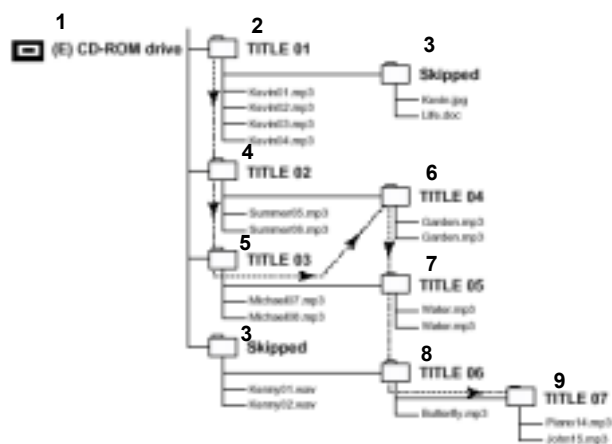 1
(E) CD-ROM drive
2
TITLE 01
Kevin01.mp3
Kevin02.mp3
Kevin03.mp3
Kevin04.mp3
3
Skipped
Kevin.jpg
Life.doc
4
TITLE 02
Summer05.mp3
Summer06.mp3
6
TITLE 04
Garden.mp3
Garden.mp3
5
TITLE 03
Michael07.mp3
Michael08.mp3
7
TITLE 05
Water.mp3
Water.mp3
3
Skipped
Kenny01.wav
Kenny02.wav
8
TITLE 06
Butterfly.mp3
9
TITLE 07
Piano14.mp3
John15.mp3